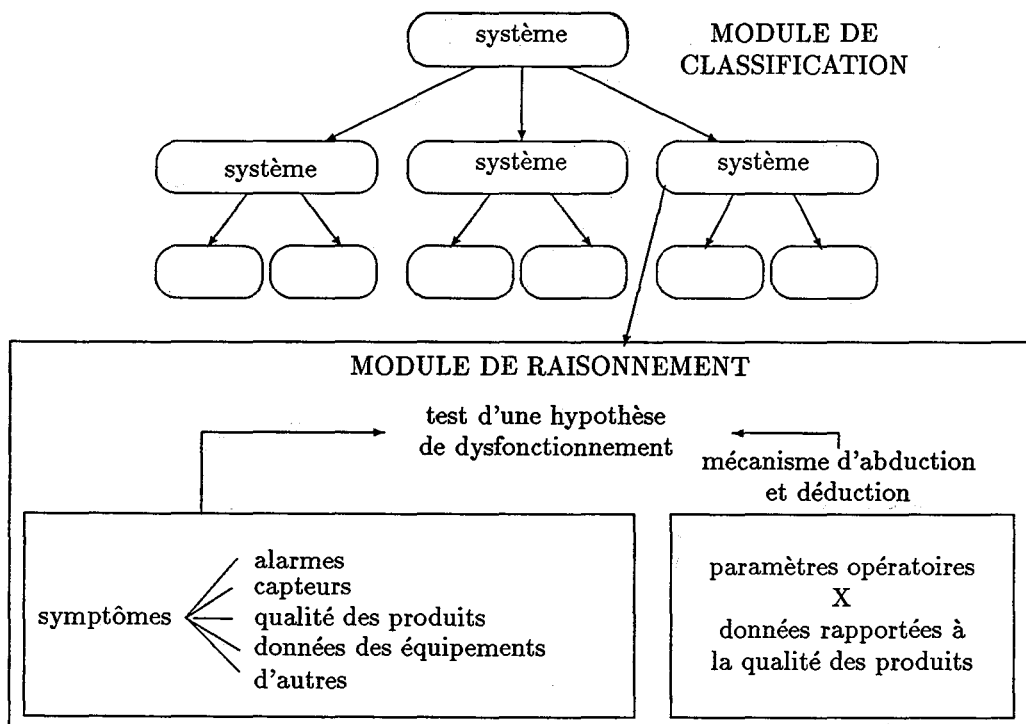 système
MODULE DE
CLASSIFICATION
système
système
système
MODULE DE RAISONNEMENT
test d'une hypothèse
de dysfonctionnement
mécanisme d'abduction
et déduction
symptômes
alarmes
capteurs
qualité des produits
données des équipements
d'autres
paramètres opératoires
X
données rapportées à
la qualité des produits